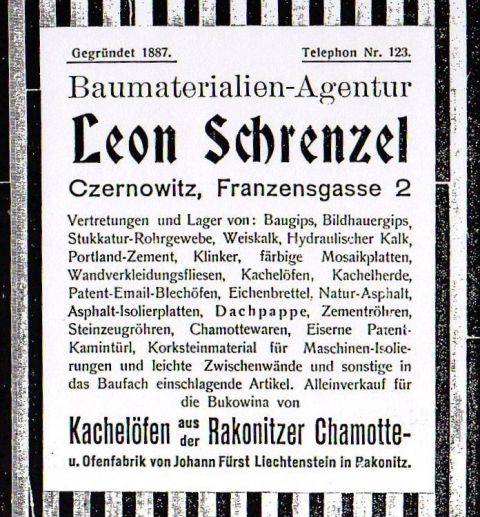 Gegründet 1887. Telephon Nr. 123.
Baumaterialien-Agentur
Leon Schrenzel
Czernowitz, Franzensgasse 2
Vertretungen und Lager von: Baugips, Bildhauergips,
Stukkatur-Rohrgewebe, Weiskalk, Hydraulischer Kalk,
Portland-Zement, Klinker, färbige Mosaikplatten,
Wandverkleidungsfliesen, Kachelöfen, Kachelherde,
Patent-Email-Blechöfen, Eichenbrettel, Natur-Asphalt,
Asphalt-Isolierplatten, Dachpappe, Zementröhren,
Steinzeugröhren, Chamottewaren, Eiserne Patent-
Kamintürl, Korksteinmaterial für Maschinen-Isolie-
rungen und leichte Zwischenwände und sonstige in
das Baufach einschlagende Artikel. Alleinverkauf für
die Bukowina von
Kachelöfen aus der Rakonitzer Chamotte-
u. Ofenfabrik von Johann Fürst Liechtenstein in Rakonitz.